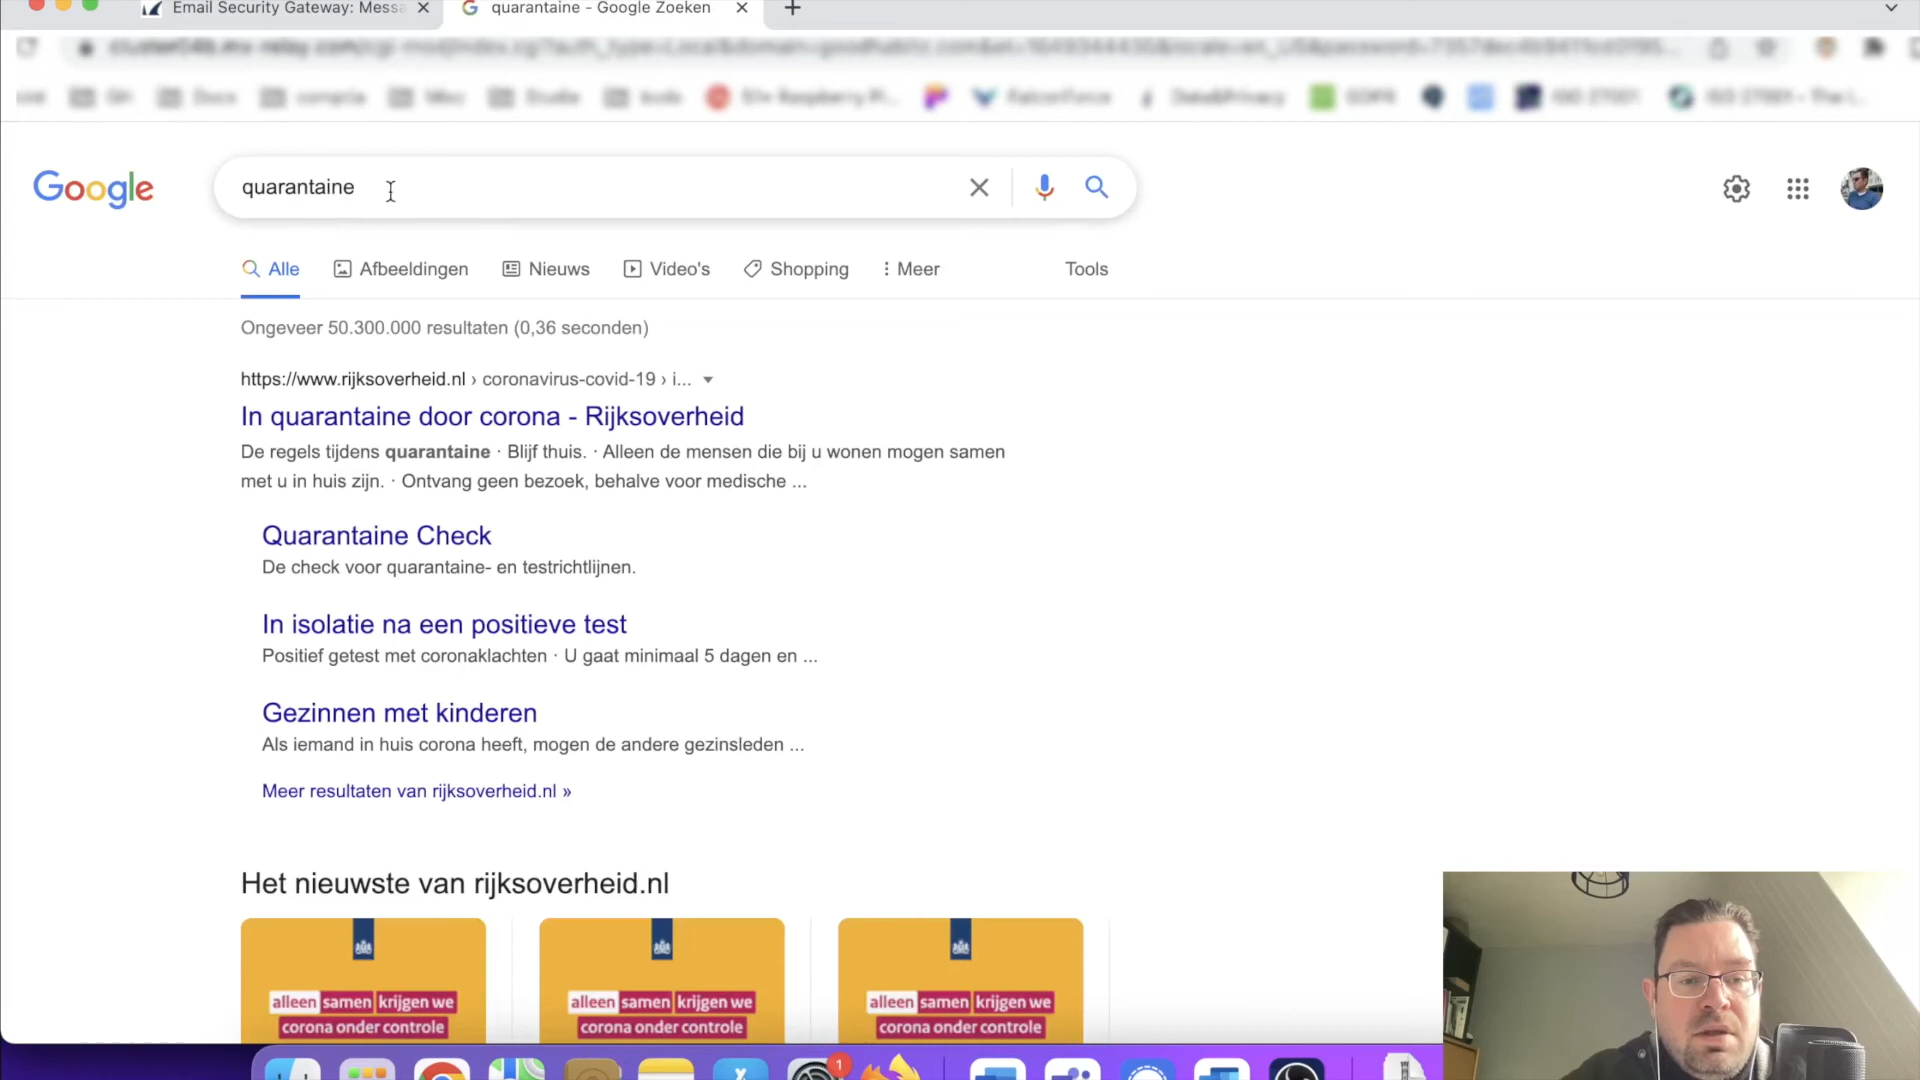 Email Security Gateway: Messa
quarantaine - Google Zoeken
Google
quarantaine
Alle
Afbeeldingen
Nieuws
Video's
Shopping
Meer
Tools
Ongeveer 50.300.000 resultaten (0,36 seconden)
https://www.rijksoverheid.nl › coronavirus-covid-19 › i...
In quarantaine door corona - Rijksoverheid
De regels tijdens quarantaine · Blijf thuis. · Alleen de mensen die bij u wonen mogen samen
met u in huis zijn. · Ontvang geen bezoek, behalve voor medische ...
Quarantaine Check
De check voor quarantaine- en testrichtlijnen.
In isolatie na een positieve test
Positief getest met coronaklachten · U gaat minimaal 5 dagen en ...
Gezinnen met kinderen
Als iemand in huis corona heeft, mogen de andere gezinsleden ...
Meer resultaten van rijksoverheid.nl »
Het nieuwste van rijksoverheid.nl
alleen samen krijgen we
corona onder controle
alleen samen krijgen we
corona onder controle
alleen samen krijgen we
corona onder controle
1